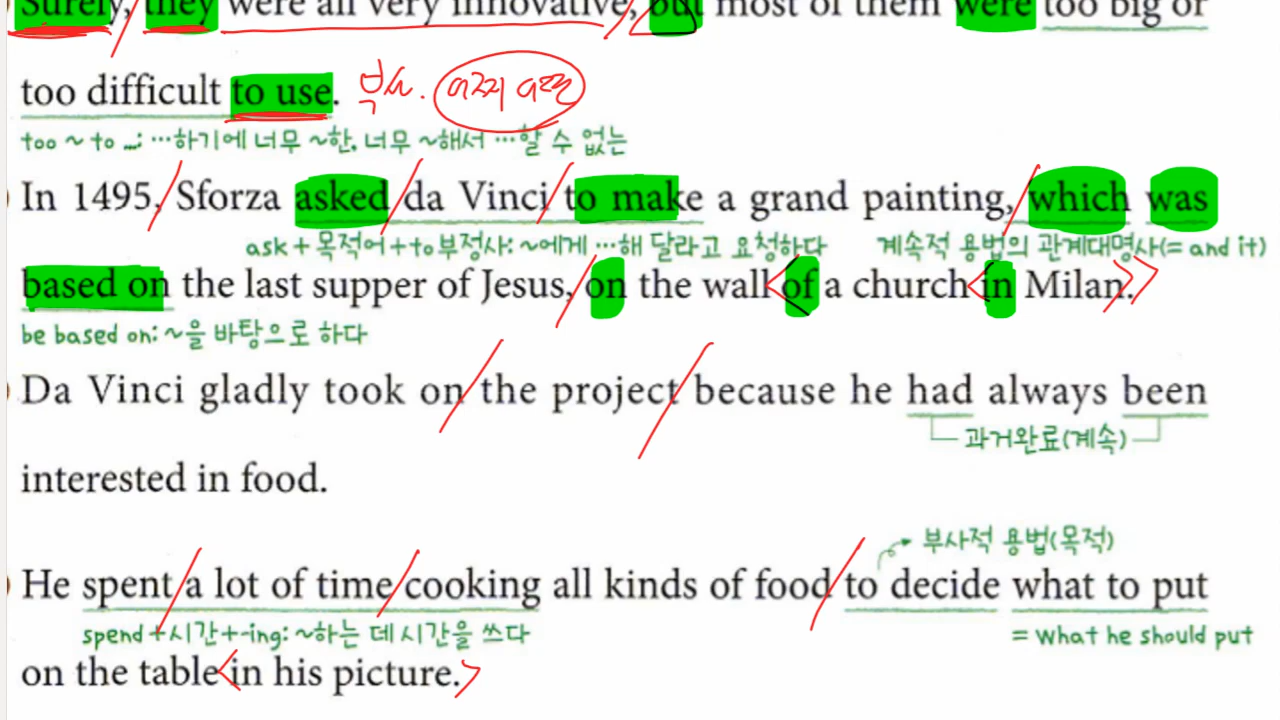 Surely, they were all very innovative, but most of them were too big or
too difficult to use. 부사.
too ~ to ...: …하기에 너무 ~한, 너무 ~해서 …할 수 없는
In 1495, Sforza asked da Vinci to make a grand painting, which was
ask+목적어+to부정사: ~에게 …해 달라고 요청하다 계속적 용법의 관계대명사(= and it)
based on the last supper of Jesus, on the wall of a church in Milan.
be based on: ~을 바탕으로 하다
Da Vinci gladly took on the project because he had always been
과거완료(계속)
interested in food.
부사적 용법(목적)
He spent a lot of time cooking all kinds of food to decide what to put
spend+시간+-ing: ~하는 데 시간을 쓰다 = what he should put
on the table in his picture.